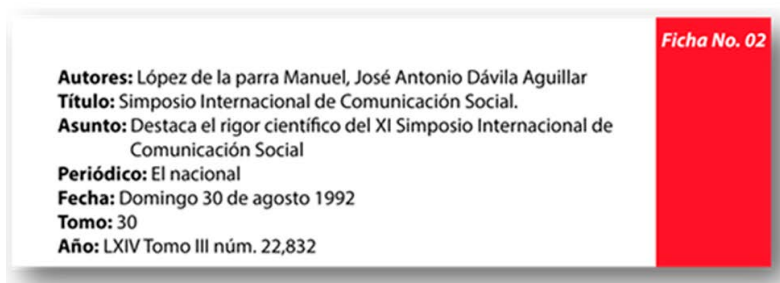 Ficha No. 02
Autores: López de la parra Manuel, José Antonio Dávila Aguillar
Título: Simposio Internacional de Comunicación Social.
Asunto: Destaca el rigor científico del XI Simposio Internacional de
Comunicación Social
Periódico: El nacional
Fecha: Domingo 30 de agosto 1992
Tomo: 30
Año: LXIV Tomo III núm. 22,832